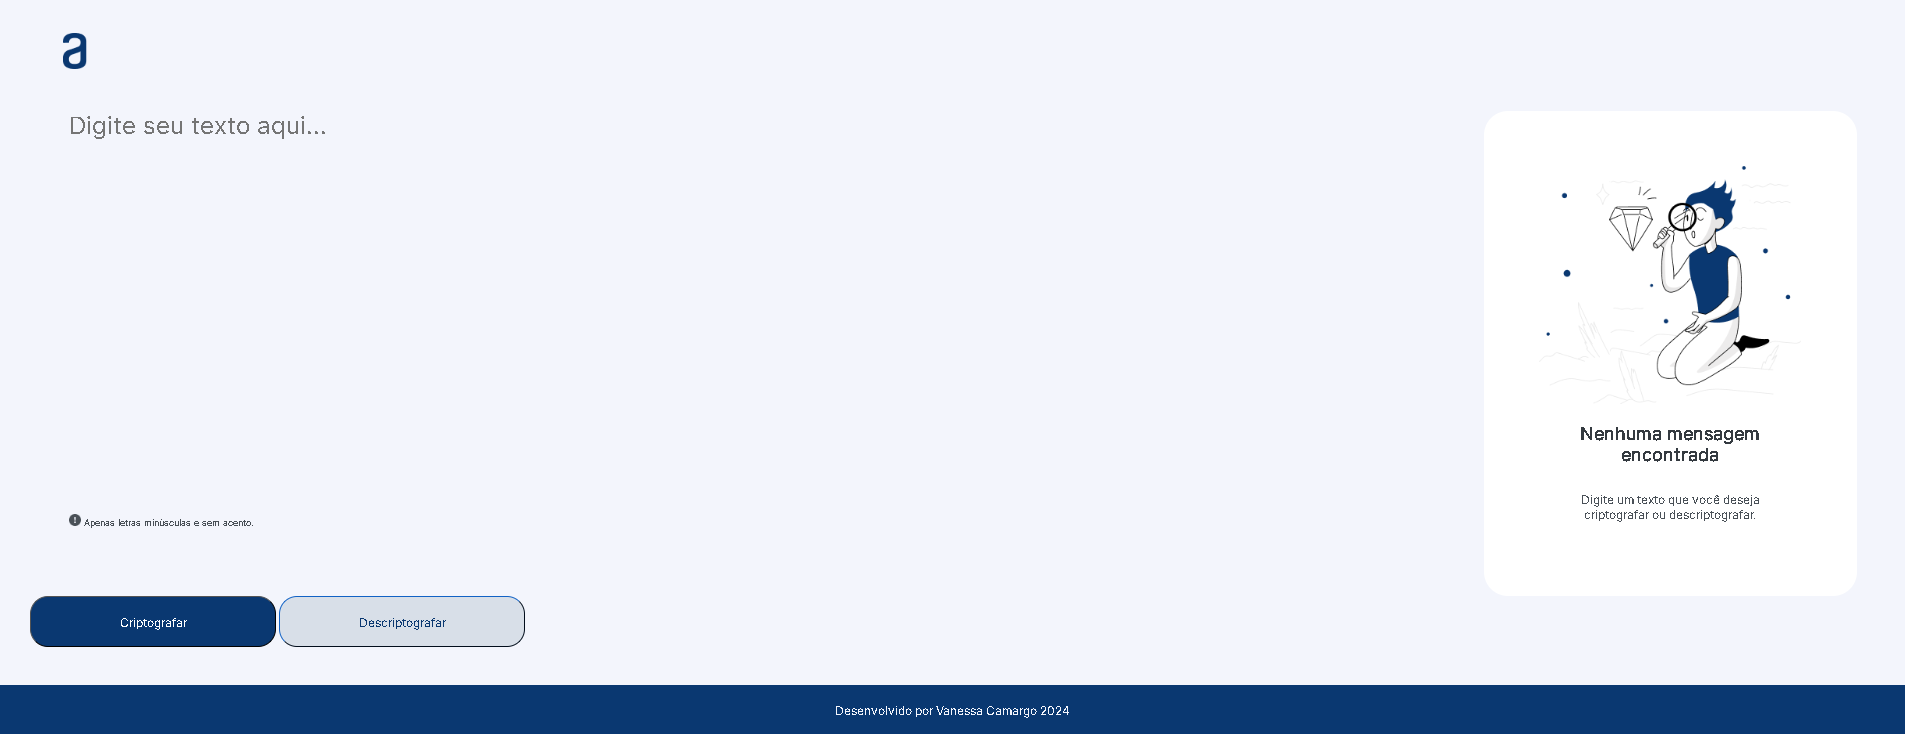 a
Digite seu texto aqui...
Apenas letras minúsculas e sem acento.
Criptografar
Descriptografar
Nenhuma mensagem
encontrada
Digite um texto que você deseja
criptografar ou descriptografar.
Desenvolvido por Vanessa Camargo 2024